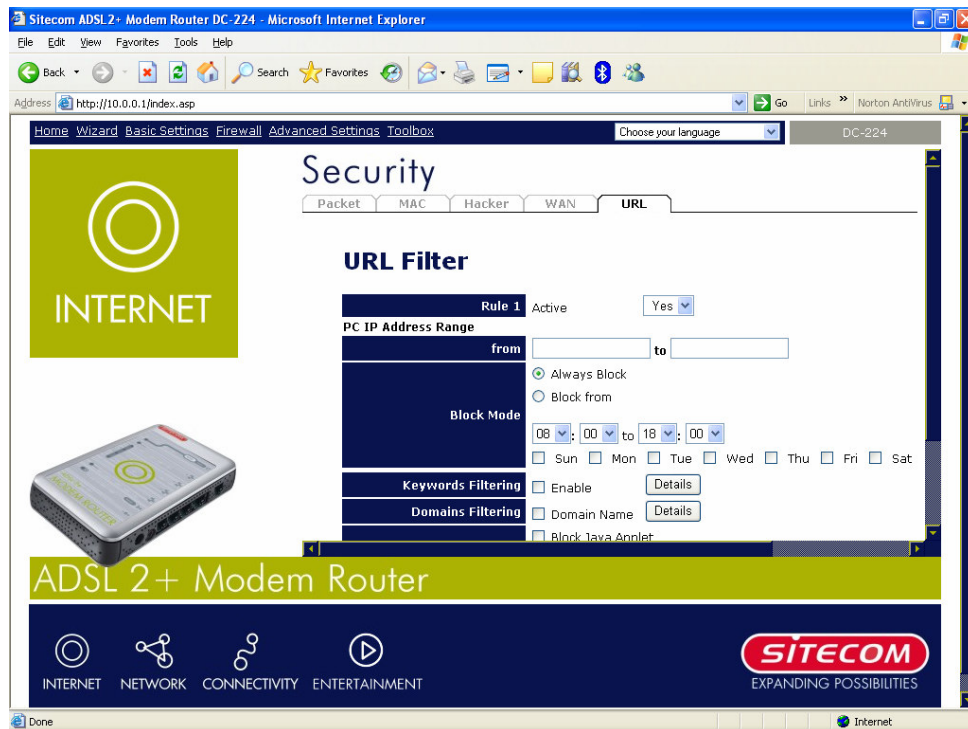 Sitecom ADSL2+ Modem Router DC-224 - Microsoft Internet Explorer
File Edit View Favorites Tools Help
Back Search Favorites
Address http://10.0.0.1/index.asp Go Links » Norton AntiVirus
Home Wizard Basic Settings Firewall Advanced Settings Toolbox Choose your language DC-224
Security
Packet MAC Hacker WAN URL
INTERNET
URL Filter
Rule 1 Active Yes
PC IP Address Range
from to
Always Block
Block from
Block Mode
08 : 00 to 18 : 00
Sun Mon Tue Wed Thu Fri Sat
Keywords Filtering Enable Details
Domains Filtering Domain Name Details
Block Java Applet
MODEM ROUTER
ADSL 2+ Modem Router
INTERNET NETWORK CONNECTIVITY ENTERTAINMENT
SITECOM
EXPANDING POSSIBILITIES
Done Internet